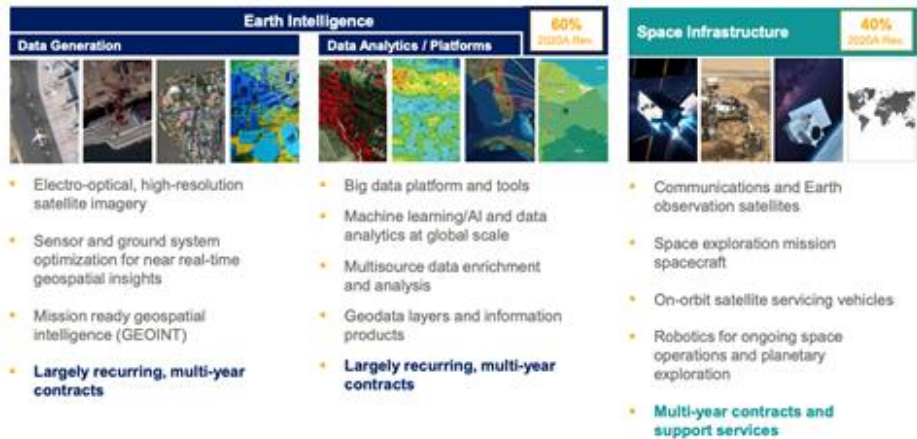 Earth Intelligence
60%
2020A Rev.
Data Generation
Data Analytics / Platforms
Electro-optical, high-resolution
satellite imagery
Sensor and ground system
optimization for near real-time
geospatial insights
Mission ready geospatial
intelligence (GEOINT)
Largely recurring, multi-year
contracts
Big data platform and tools
Machine learning/AI and data
analytics at global scale
Multisource data enrichment
and analysis
Geodata layers and information
products
Largely recurring, multi-year
contracts
Space Infrastructure
40%
2020A Rev.
Communications and Earth
observation satellites
Space exploration mission
spacecraft
On-orbit satellite servicing vehicles
Robotics for ongoing space
operations and planetary
exploration
Multi-year contracts and
support services